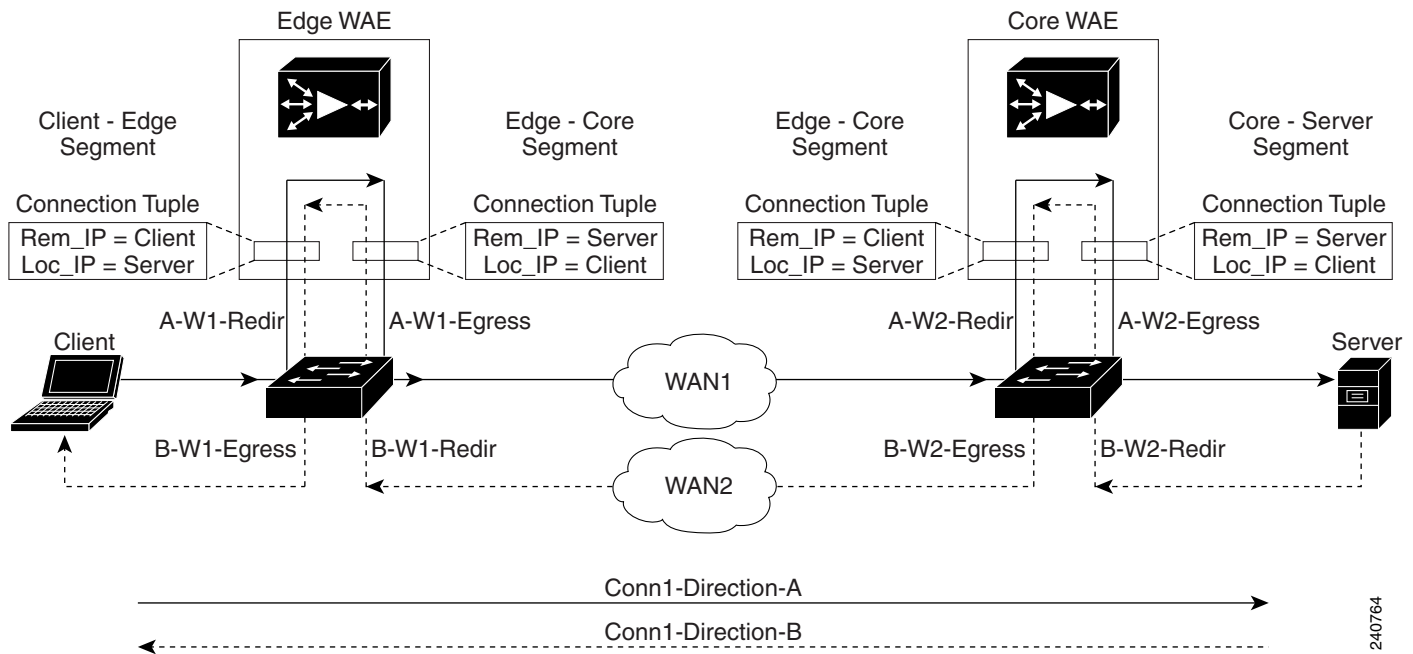 Edge WAE
Core WAE
Client - Edge
Segment
Edge - Core
Segment
Edge - Core
Segment
Core - Server
Segment
Connection Tuple
Rem_IP = Client
Loc_IP = Server
Connection Tuple
Rem_IP = Server
Loc_IP = Client
Connection Tuple
Rem_IP = Client
Loc_IP = Server
Connection Tuple
Rem_IP = Server
Loc_IP = Client
A-W1-Redir
A-W1-Egress
A-W2-Redir
A-W2-Egress
Client
Server
WAN1
B-W1-Egress
B-W1-Redir
B-W2-Egress
B-W2-Redir
WAN2
Conn1-Direction-A
Conn1-Direction-B
240764